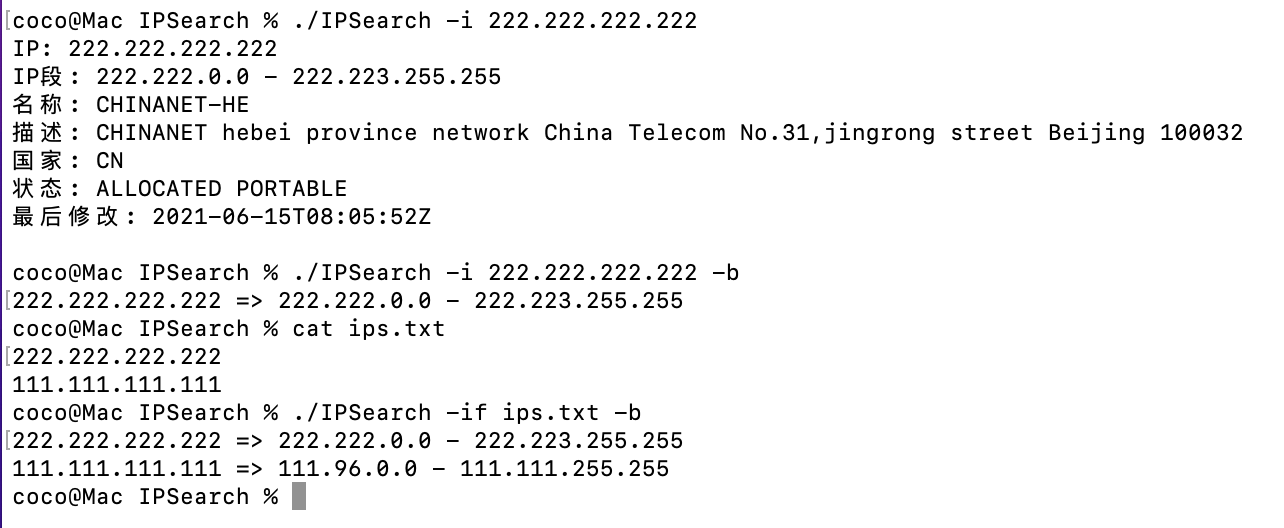 [coco@Mac IPSearch % ./IPSearch -i 222.222.222.222
IP: 222.222.222.222
IP段: 222.222.0.0 - 222.223.255.255
名称: CHINANET-HE
描述: CHINANET hebei province network China Telecom No.31,jingrong street Beijing 100032
国家: CN
状态: ALLOCATED PORTABLE
最后修改: 2021-06-15T08:05:52Z
coco@Mac IPSearch % ./IPSearch -i 222.222.222.222 -b
[222.222.222.222 => 222.222.0.0 - 222.223.255.255
coco@Mac IPSearch % cat ips.txt
[222.222.222.222
111.111.111.111
coco@Mac IPSearch % ./IPSearch -if ips.txt -b
[222.222.222.222 => 222.222.0.0 - 222.223.255.255
111.111.111.111 => 111.96.0.0 - 111.111.255.255
coco@Mac IPSearch %